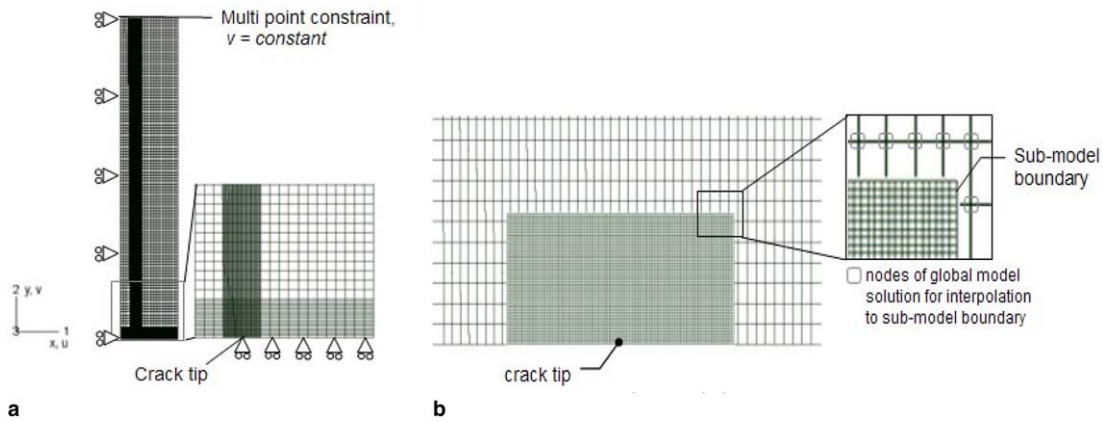 Multi point constraint,
v = constant
2 y, v
3
1
x, u
Crack tip
a
Sub-model
boundary
nodes of global model
solution for interpolation
to sub-model boundary
crack tip
b